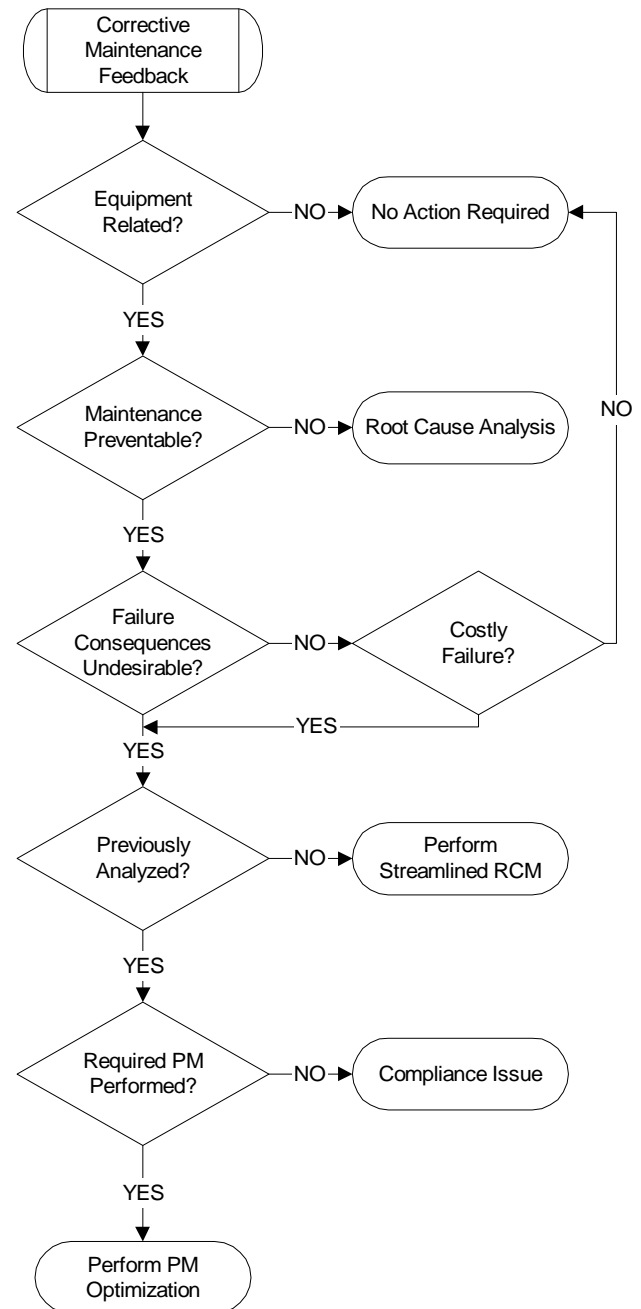 Corrective
Maintenance
Feedback
Equipment
Related?
NO
No Action Required
YES
Maintenance
Preventable?
NO
Root Cause Analysis
NO
YES
Failure
Consequences
Undesirable?
NO
Costly
Failure?
YES
YES
Previously
Analyzed?
NO
Perform
Streamlined RCM
YES
Required PM
Performed?
NO
Compliance Issue
YES
Perform PM
Optimization